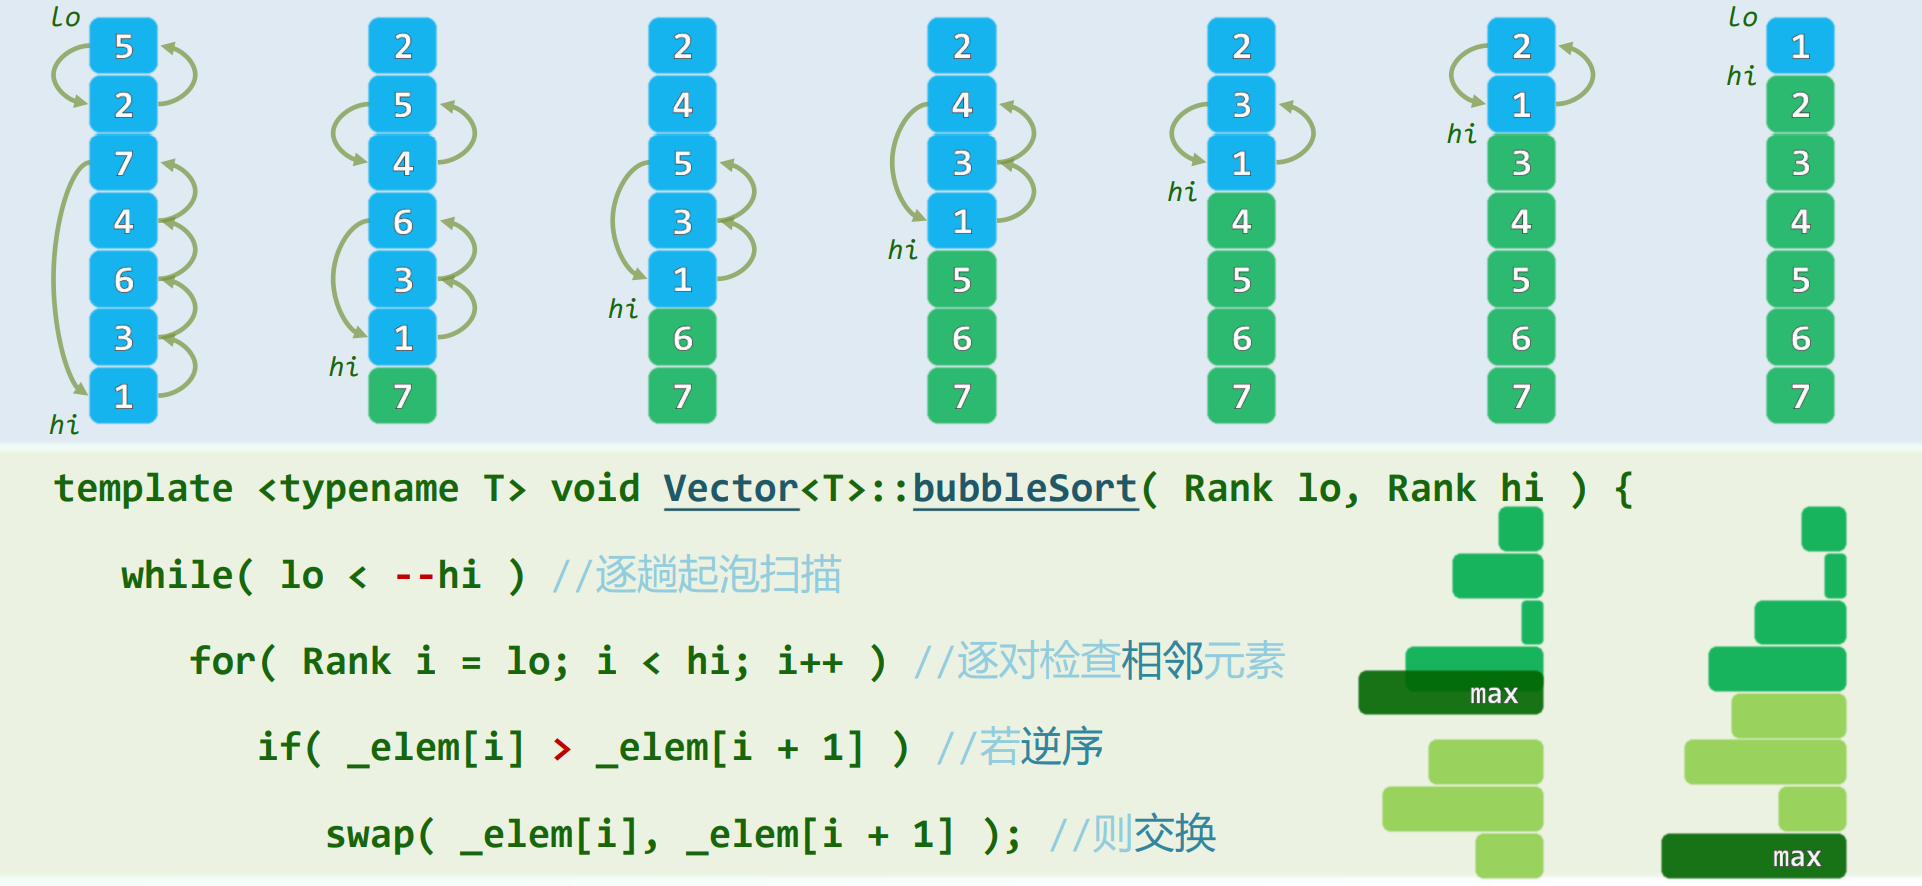 lo lo
5 2 2 2 2 2 1
hi
2 5 4 4 3 1 2
hi
7 4 5 3 1 3 3
hi
4 6 3 1 4 4 4
hi
6 3 1 5 5 5 5
hi
3 1 6 6 6 6 6
hi
1 7 7 7 7 7 7
hi
template <typename T> void Vector<T>::bubbleSort( Rank lo, Rank hi ) {
while( lo < --hi ) //逐趟起泡扫描
for( Rank i = lo; i < hi; i++ ) //逐对检查相邻元素
max
if( _elem[i] > _elem[i + 1] ) //若逆序
swap( _elem[i], _elem[i + 1] ); //则交换
max